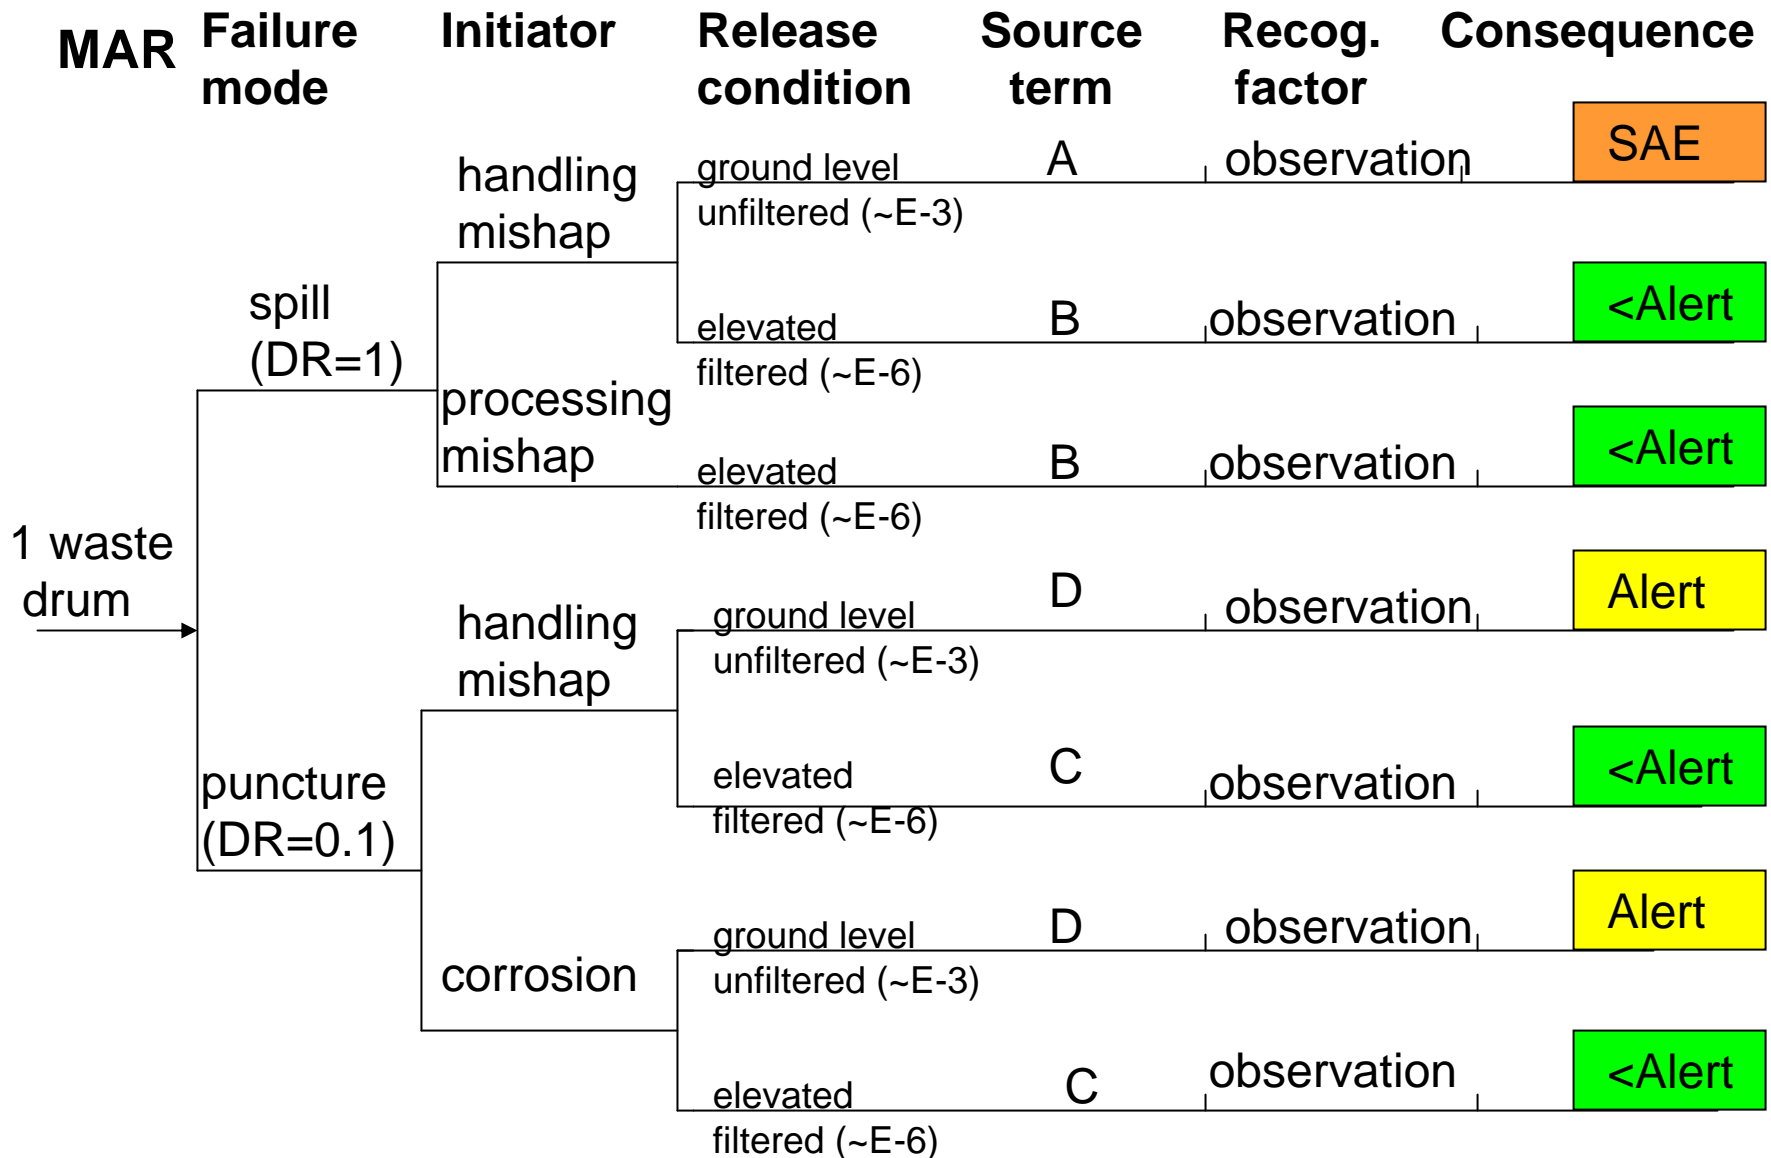 MAR
Failure
mode
Initiator
Release
condition
Source
term
Recog.
factor
Consequence
handling
mishap
ground level
unfiltered (~E-3)
A
observation
SAE
spill
(DR=1)
elevated
filtered (~E-6)
B
observation
<Alert
processing
mishap
elevated
filtered (~E-6)
B
observation
<Alert
1 waste
drum
handling
mishap
ground level
unfiltered (~E-3)
D
observation
Alert
puncture
(DR=0.1)
elevated
filtered (~E-6)
C
observation
<Alert
corrosion
ground level
unfiltered (~E-3)
D
observation
Alert
elevated
filtered (~E-6)
C
observation
<Alert